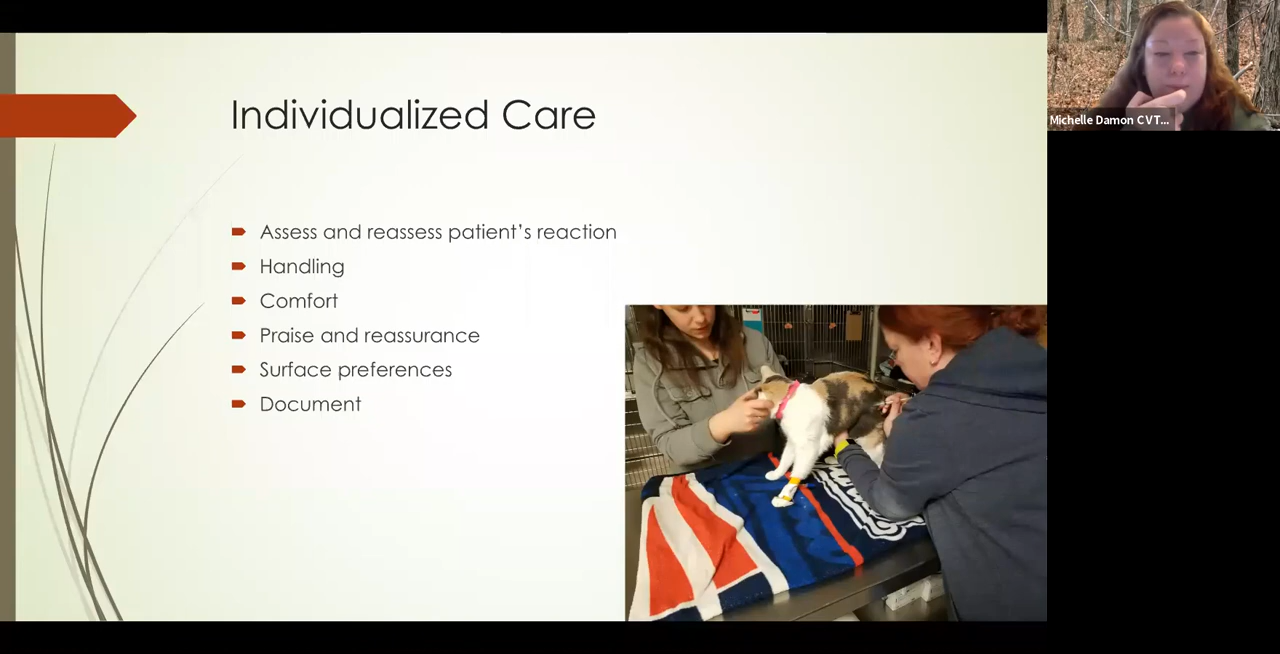 Individualized Care
Assess and reassess patient’s reaction
Handling
Comfort
Praise and reassurance
Surface preferences
Document
Michelle Damon CVT...